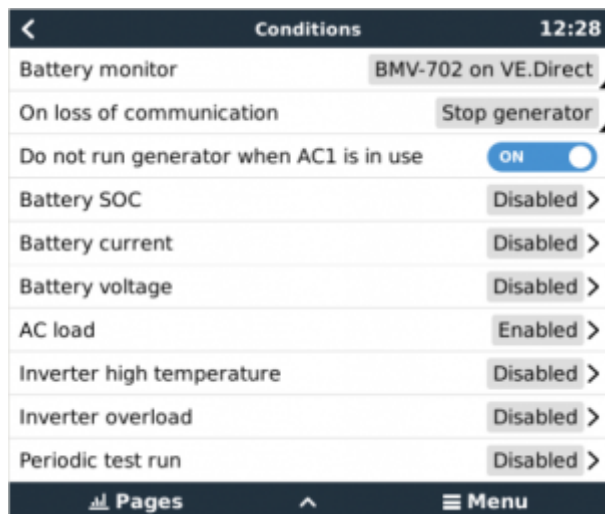 Conditions 12:28
Battery monitor BMV-702 on VE.Direct
On loss of communication Stop generator
Do not run generator when AC1 is in use ON
Battery SOC Disabled
Battery current Disabled
Battery voltage Disabled
AC load Enabled
Inverter high temperature Disabled
Inverter overload Disabled
Periodic test run Disabled
Pages Menu